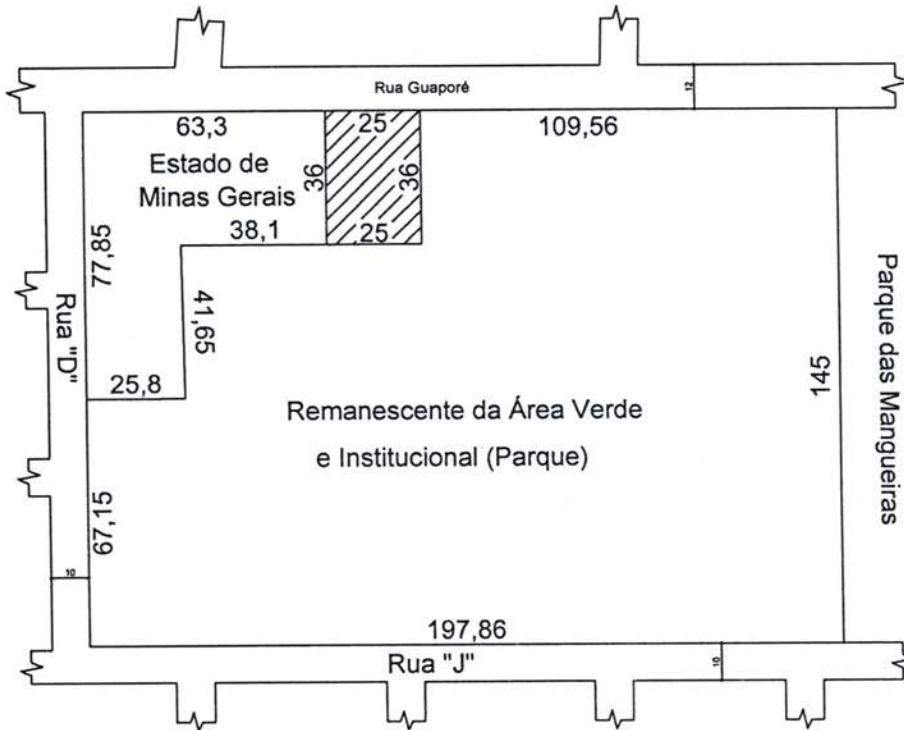 Rua Guaporé
12
63,3
25
109,56
Estado de
Minas Gerais
36
36
38,1
25
77,85
Rua "D"
41,65
25,8
145
Parque das Mangueiras
Remanescente da Área Verde
e Institucional (Parque)
67,15
10
197,86
Rua "J"
10